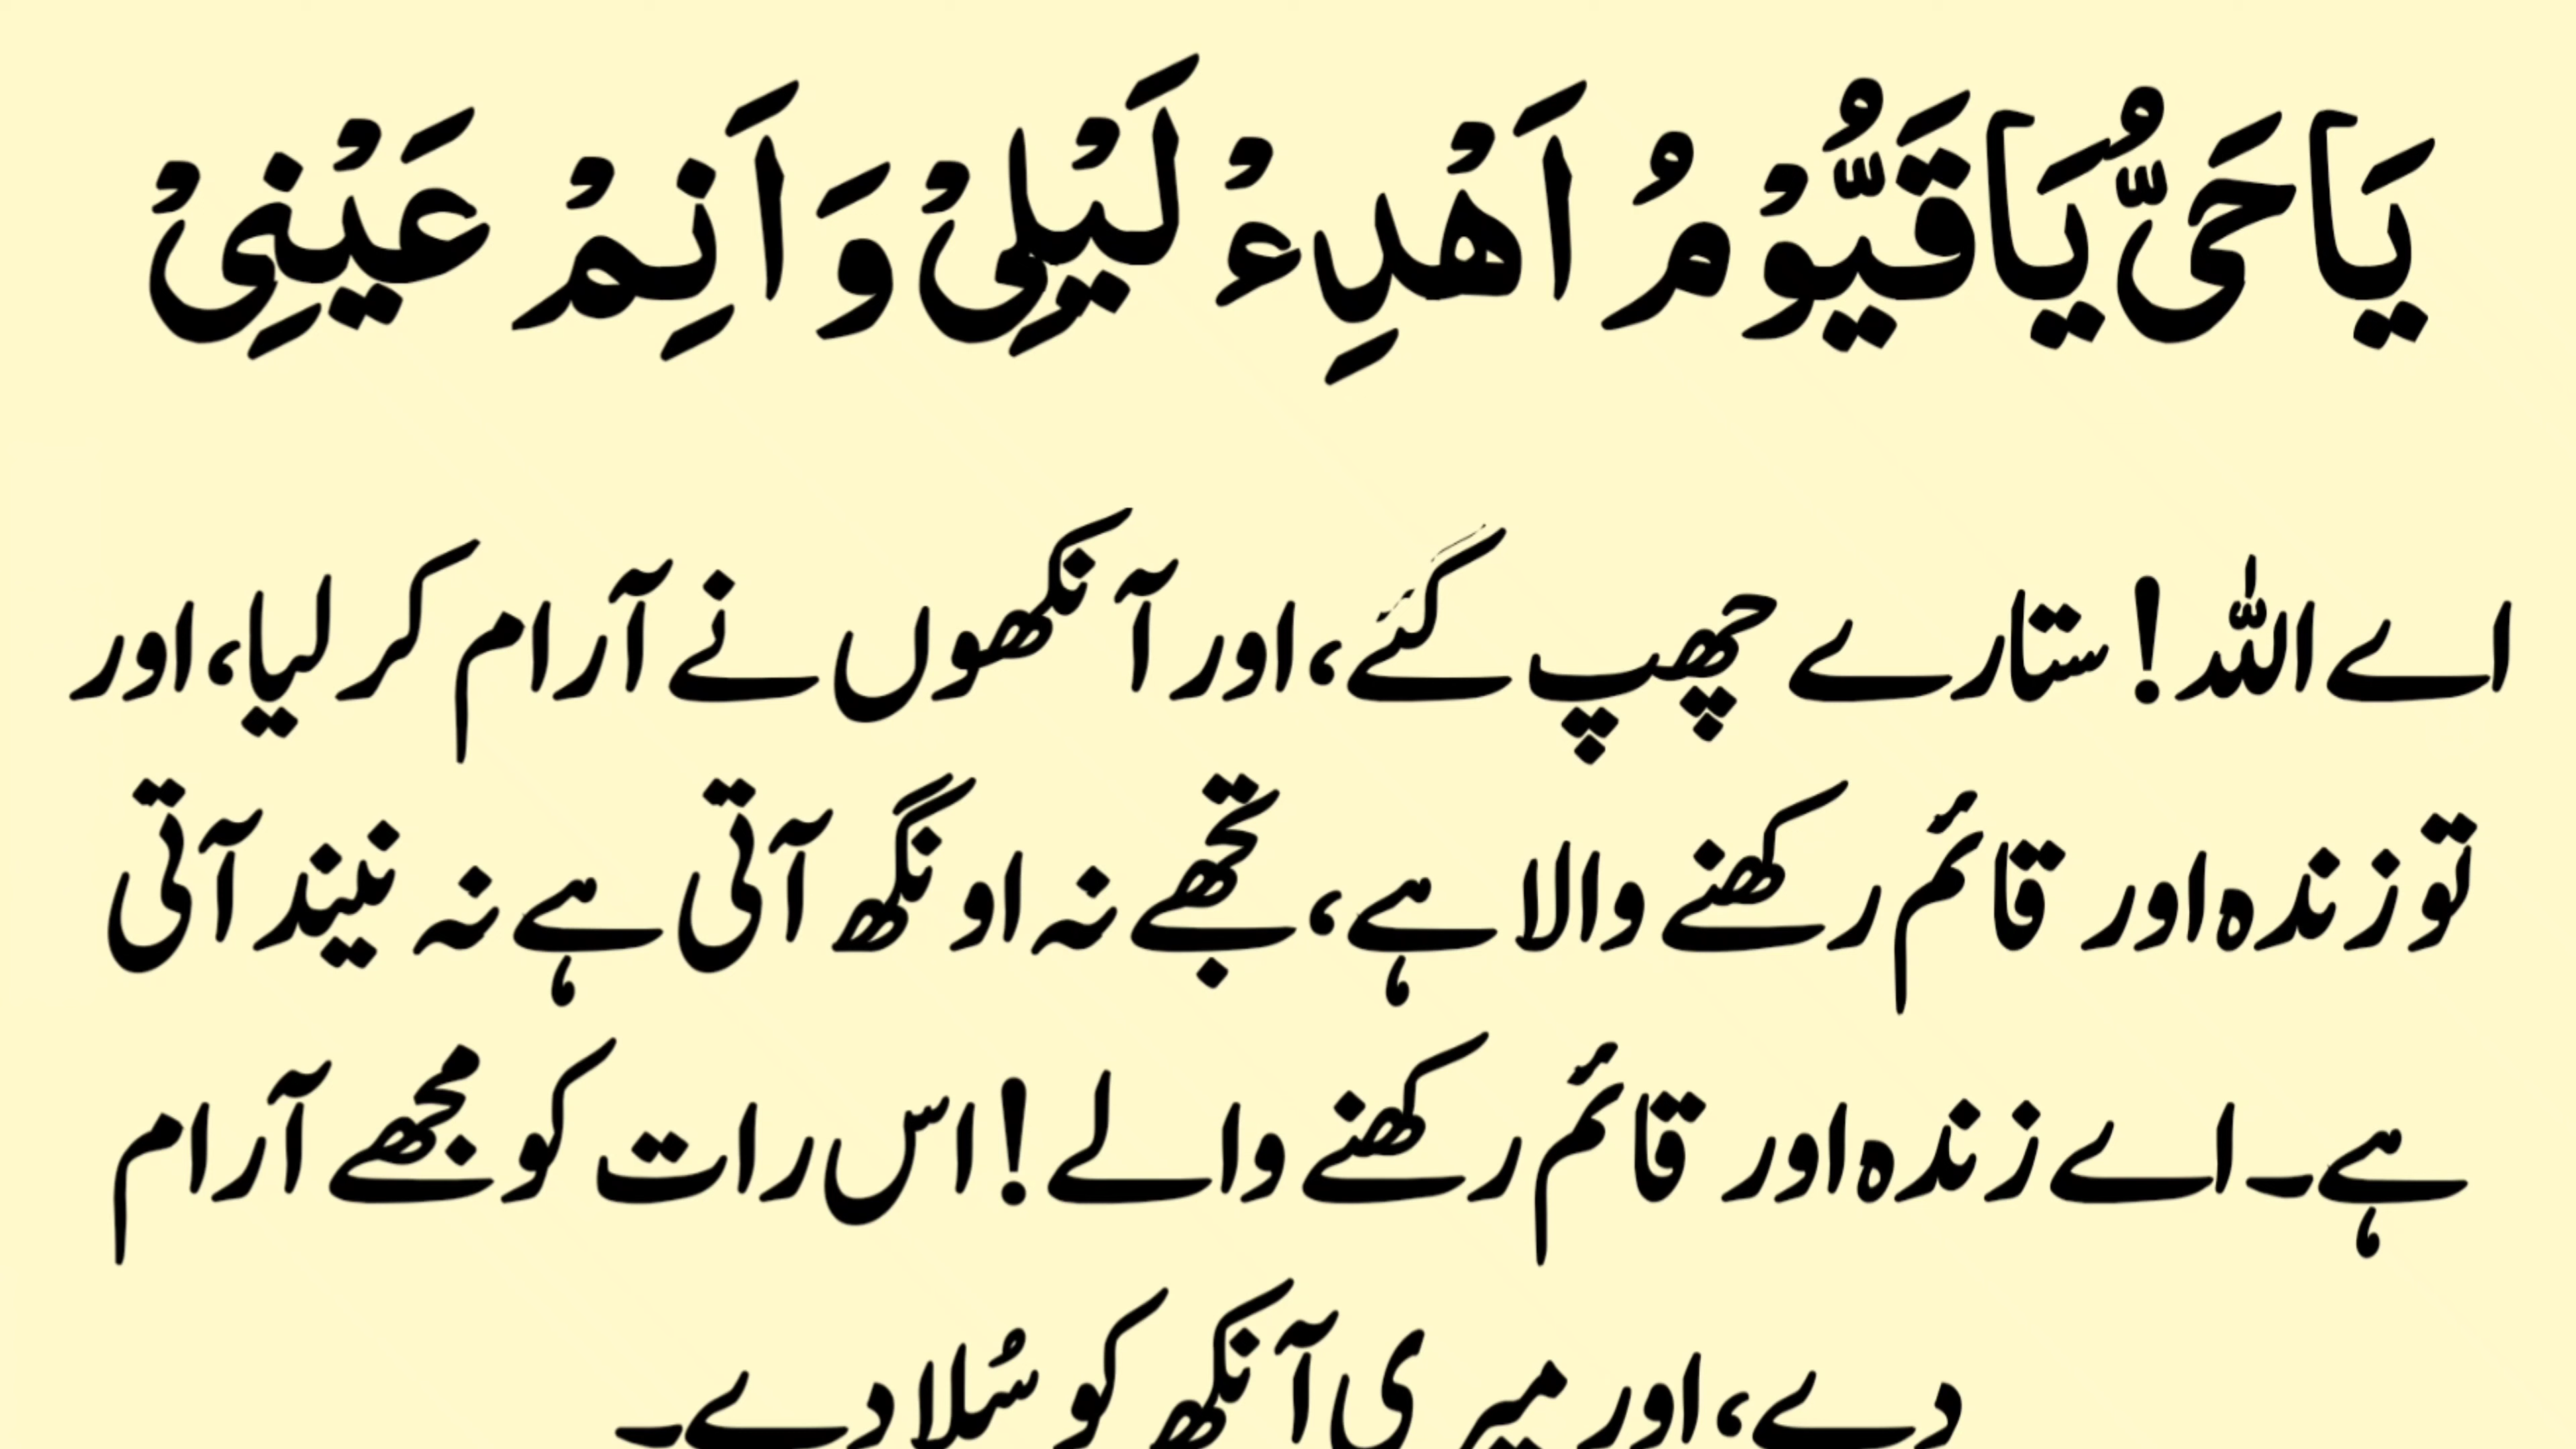 يَاحَىُّ يَاقَيُّوْمُ اَهْدِءْ لَيْلِىْ وَ اَنِمْ عَيْنِىْ
اے اللہ! ستارے چھپ گئے، اور آنکھوں نے آرام کر لیا، اور
تو زندہ اور قائم رکھنے والا ہے، تجھے نہ اونگھ آتی ہے نہ نیند آتی
ہے۔ اے زندہ اور قائم رکھنے والے! اس رات کو مجھے آرام
دے، اور میری آنکھ کو سُلا دے۔